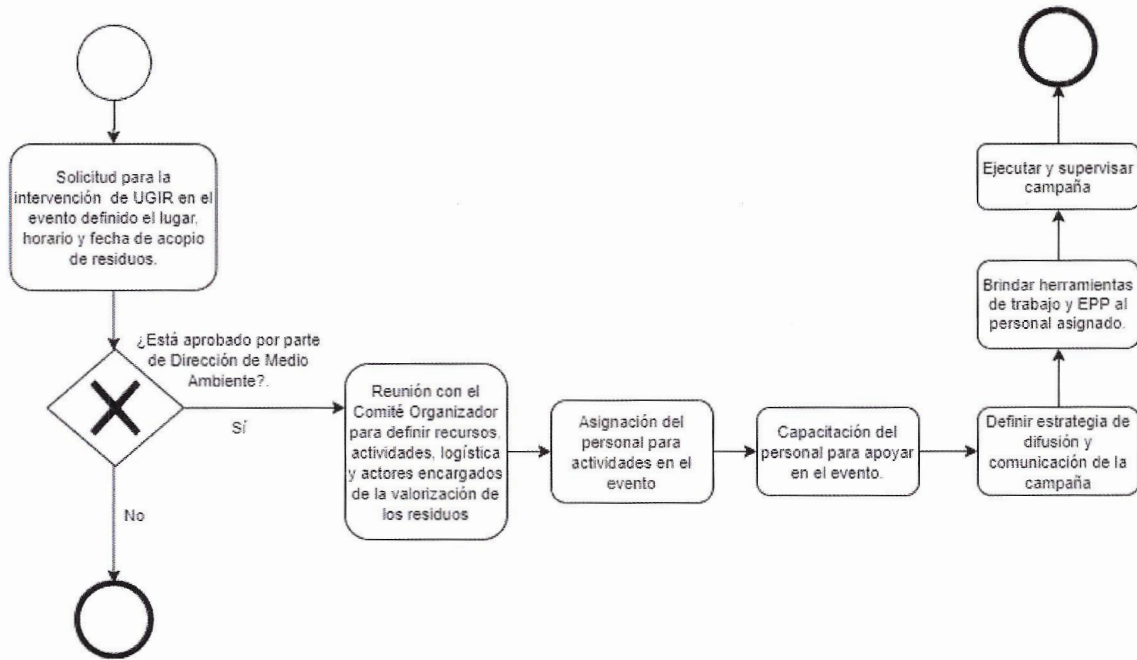 Solicitud para la
intervención de UGIR en el
evento definido el lugar,
horario y fecha de acopio
de residuos.
¿Está aprobado por parte
de Dirección de Medio
Ambiente?.
Sí
No
Reunión con el
Comité Organizador
para definir recursos,
actividades, logística
y actores encargados
de la valorización de
los residuos
Asignación del
personal para
actividades en el
evento
Capacitación del
personal para apoyar
en el evento.
Definir estrategia de
difusión y
comunicación de la
campaña
Brindar herramientas
de trabajo y EPP al
personal asignado.
Ejecutar y supervisar
campaña